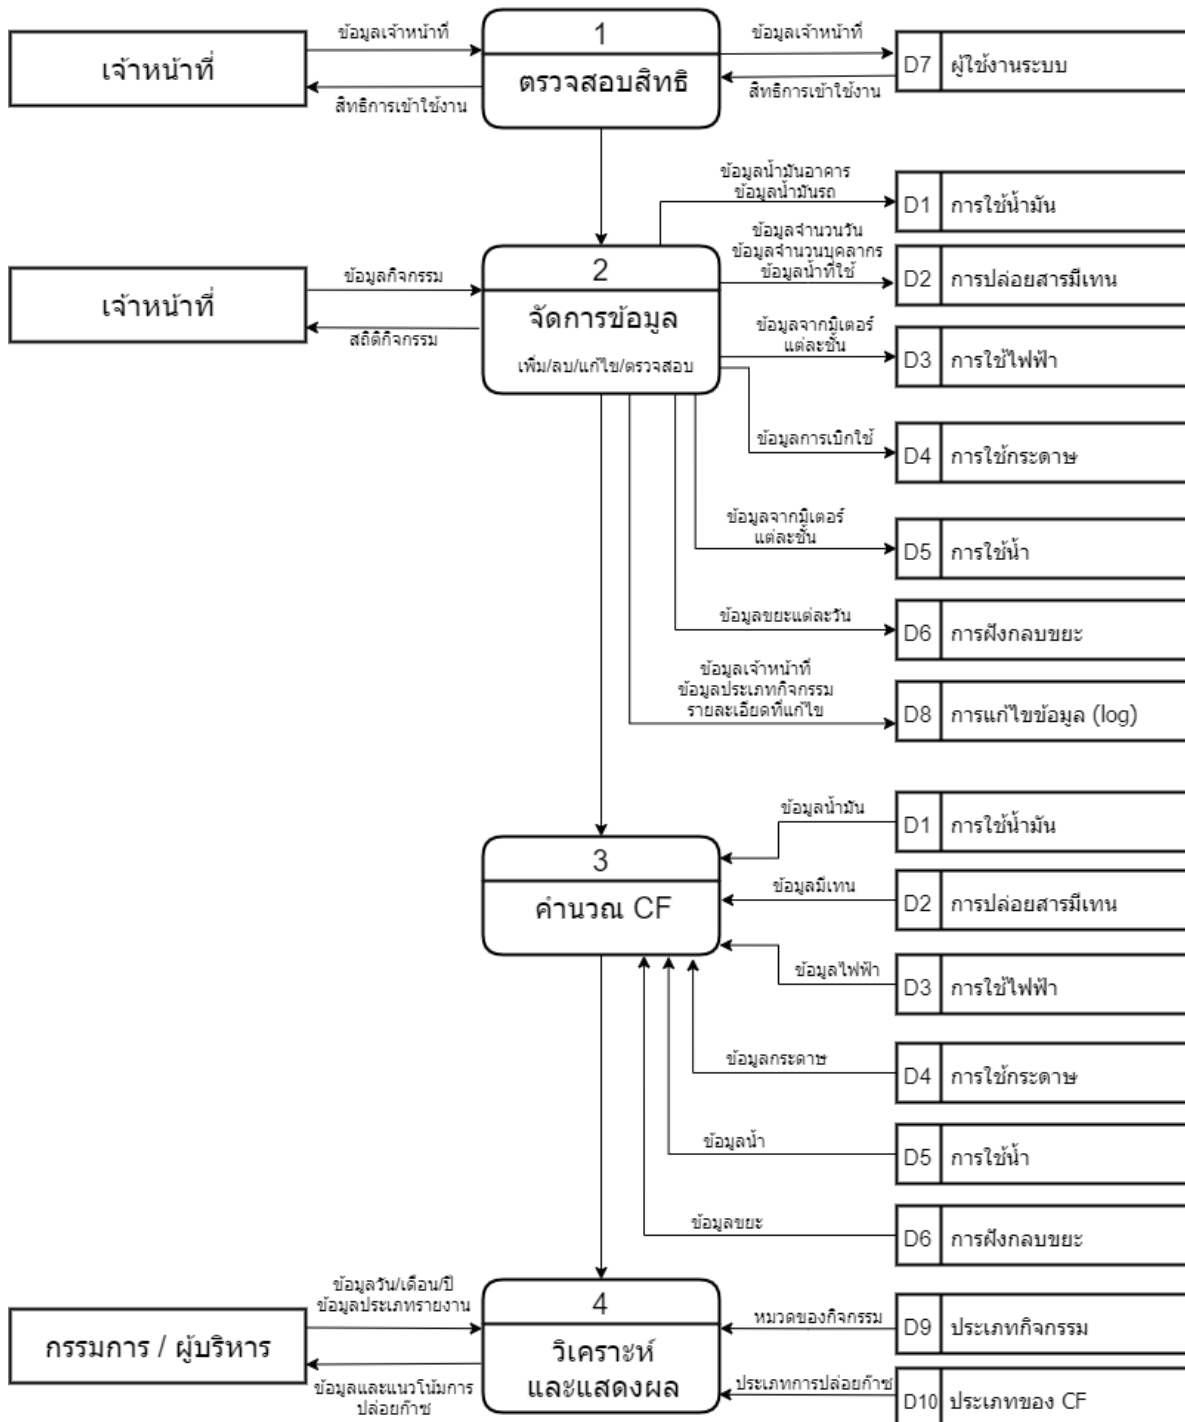 1
ข้อมูลเจ้าหน้าที่
ข้อมูลเจ้าหน้าที่
เจ้าหน้าที่
ตรวจสอบสิทธิ
D7 ผู้ใช้งานระบบ
สิทธิการเข้าใช้งาน
สิทธิการเข้าใช้งาน
ข้อมูลน้ำมันอาคาร
ข้อมูลน้ำมันรถ
D1 การใช้น้ำมัน
ข้อมูลจำนวนวัน
ข้อมูลจำนวนบุคลากร
ข้อมูลน้ำที่ใช้
D2 การปล่อยสารมีเทน
2
ข้อมูลกิจกรรม
เจ้าหน้าที่
จัดการข้อมูล
สถิติกิจกรรม
เพิ่ม/ลบ/แก้ไข/ตรวจสอบ
ข้อมูลจากมิเตอร์
แต่ละชั้น
D3 การใช้ไฟฟ้า
ข้อมูลการเบิกใช้
D4 การใช้กระดาษ
ข้อมูลจากมิเตอร์
แต่ละชั้น
D5 การใช้น้ำ
ข้อมูลขยะแต่ละวัน
D6 การฝังกลบขยะ
ข้อมูลเจ้าหน้าที่
ข้อมูลประเภทกิจกรรม
รายละเอียดที่แก้ไข
D8 การแก้ไขข้อมูล (log)
ข้อมูลน้ำมัน
D1 การใช้น้ำมัน
3
คำนวณ CF
ข้อมูลมีเทน
D2 การปล่อยสารมีเทน
ข้อมูลไฟฟ้า
D3 การใช้ไฟฟ้า
ข้อมูลกระดาษ
D4 การใช้กระดาษ
ข้อมูลน้ำ
D5 การใช้น้ำ
ข้อมูลขยะ
D6 การฝังกลบขยะ
ข้อมูลวัน/เดือน/ปี
ข้อมูลประเภทรายงาน
4
กรรมการ / ผู้บริหาร
วิเคราะห์
และแสดงผล
หมวดของกิจกรรม
D9 ประเภทกิจกรรม
ข้อมูลและแนวโน้มการ
ปล่อยก๊าซ
ประเภทการปล่อยก๊าซ
D10 ประเภทของ CF